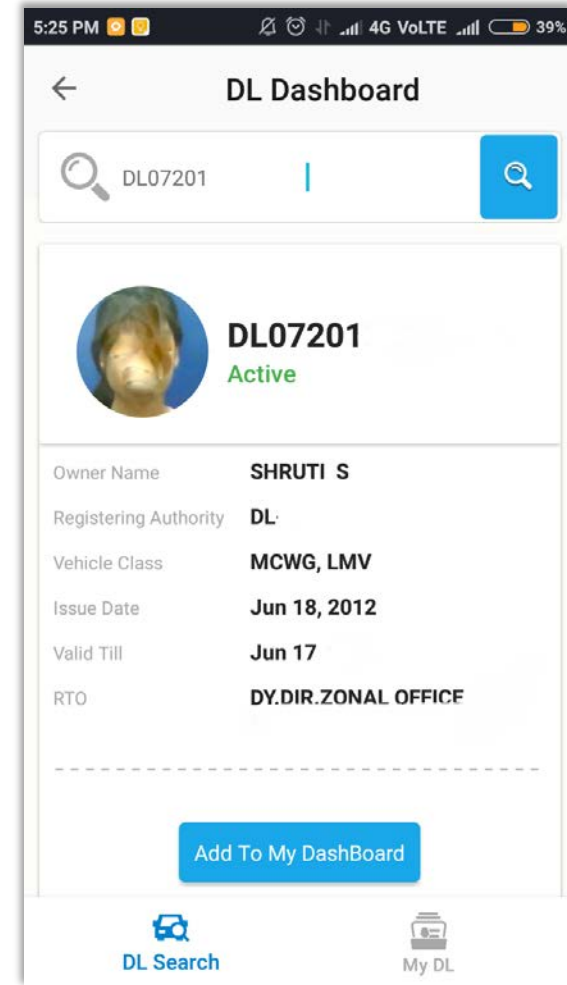 5:25 PM 4G VoLTE 39%
DL Dashboard
DL07201
DL07201
Active
Owner Name SHRUTI S
Registering Authority DL
Vehicle Class MCWG, LMV
Issue Date Jun 18, 2012
Valid Till Jun 17
RTO DY.DIR.ZONAL OFFICE
Add To My DashBoard
DL Search My DL